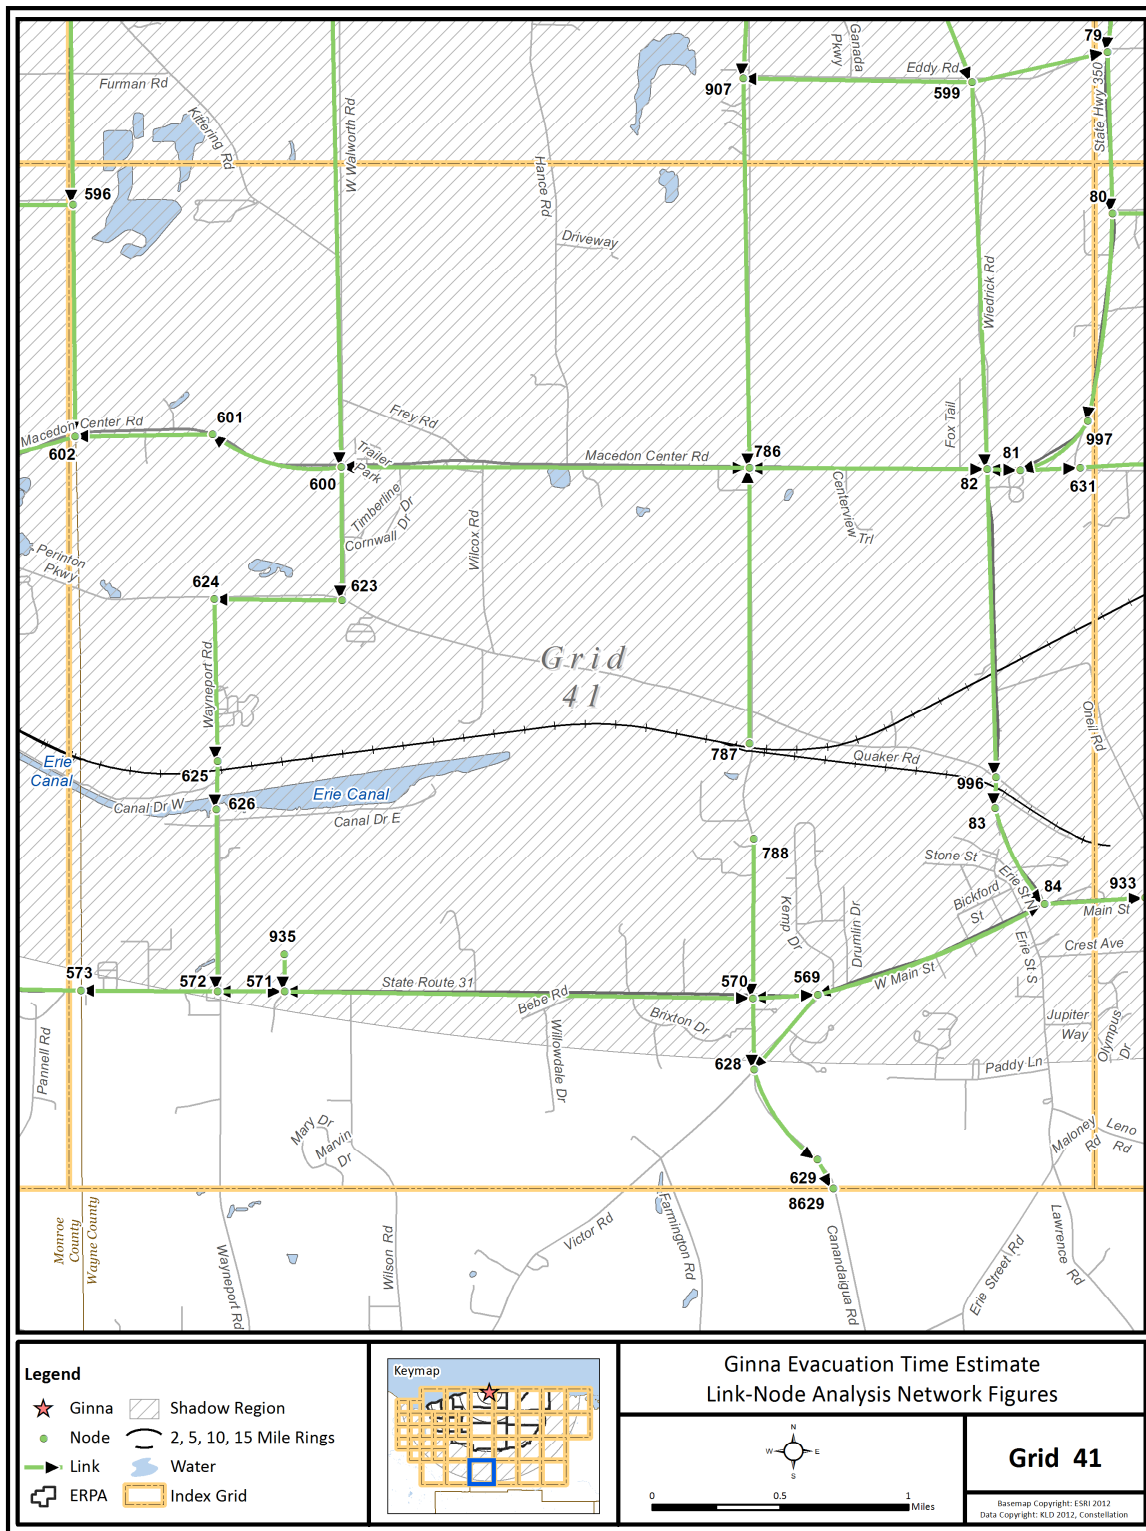 79
Ganada
Pkwy
Eddy Rd
907
599
State Hwy 350
Furman Rd
Kittering Rd
W Walworth Rd
Hance Rd
596
80
Driveway
Wiedrick Rd
Macedon Center Rd
601
Frey Rd
Fox Tail
602
Trailer
Park
600
Macedon Center Rd
786
81
997
82
631
Timberline
Dr
Cornwall
Dr
Wilcox Rd
Centerview
Trl
Perinton
Pkwy
624
623
Wayneport Rd
Grid
41
Oneil Rd
787
Quaker Rd
Erie
Canal
625
996
Canal Dr W
626
Erie Canal
Canal Dr E
83
788
Stone St
Erie St N
Bickford
St
84
933
Main St
Kemp Dr
Drumlin Dr
Crest Ave
Erie St S
935
573
572
571
State Route 31
570
569
W Main St
Bebe Rd
Brixton Dr
Jupiter
Way
Olympus
Dr
Pannell Rd
Willowdale Dr
628
Paddy Ln
Mary Dr
Marvin
Dr
Maloney
Rd
Leno
Rd
629
8629
Monroe
County
Wayne County
Wayneport Rd
Wilson Rd
Victor Rd
Farmington Rd
Canandaigua Rd
Erie Street Rd
Lawrence
Rd
Legend
Ginna
Shadow Region
Node
2, 5, 10, 15 Mile Rings
Link
Water
ERPA
Index Grid
Keymap
Ginna Evacuation Time Estimate
Link-Node Analysis Network Figures
N
W
E
S
0
0.5
1
Miles
Grid 41
Basemap Copyright: ESRI 2012
Data Copyright: KLD 2012, Constellation